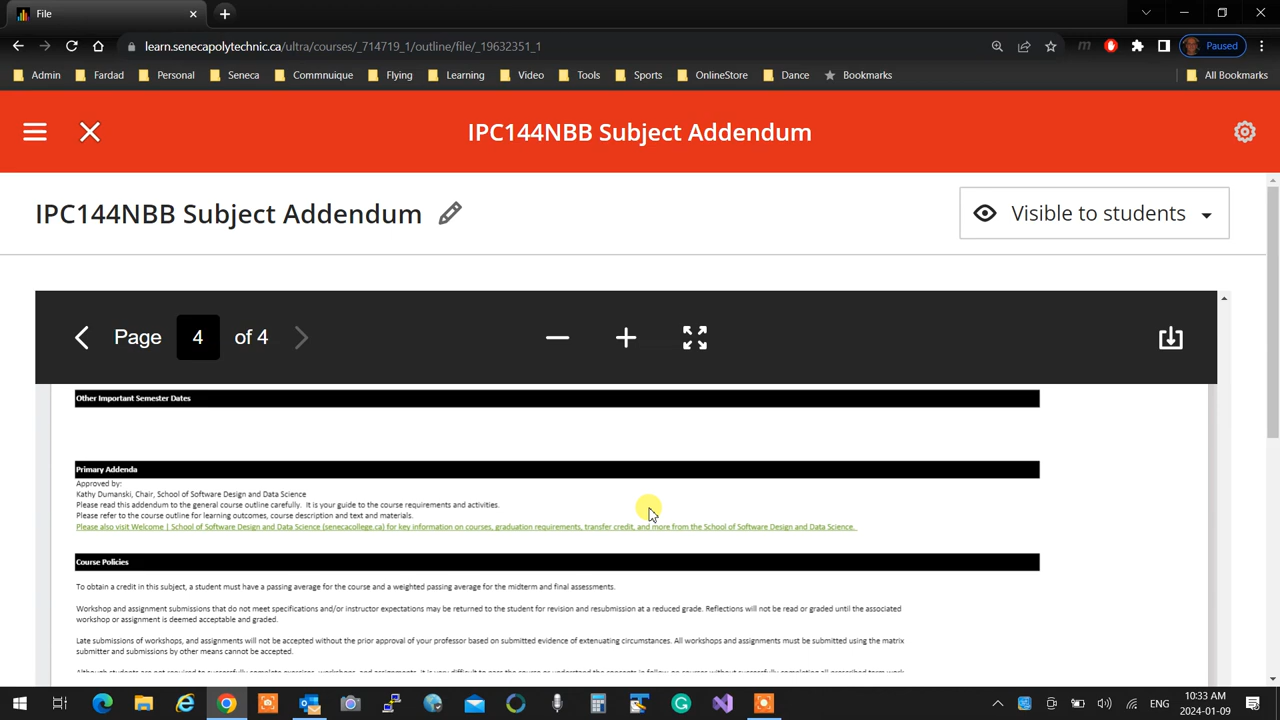 File
learn.senecapolytechnic.ca/ultra/courses/_714719_1/outline/file/_19632351_1
Paused
Admin Fardad Personal Seneca Commnuique Flying Learning Video Tools Sports OnlineStore Dance Bookmarks All Bookmarks
IPC144NBB Subject Addendum
IPC144NBB Subject Addendum
Visible to students
Page 4 of 4
Other Important Semester Dates
Primary Addenda
Approved by:
Kathy Dumanski, Chair, School of Software Design and Data Science
Please read this addendum to the general course outline carefully. It is your guide to the course requirements and activities.
Please refer to the course outline for learning outcomes, course description and text and materials.
Please also visit Welcome | School of Software Design and Data Science (senecacollege.ca) for key information on courses, graduation requirements, transfer credit, and more from the School of Software Design and Data Science.
Course Policies
To obtain a credit in this subject, a student must have a passing average for the course and a weighted passing average for the midterm and final assessments.
Workshop and assignment submissions that do not meet specifications and/or instructor expectations may be returned to the student for revision and resubmission at a reduced grade. Reflections will not be read or graded until the associated
workshop or assignment is deemed acceptable and graded.
Late submissions of workshops, and assignments will not be accepted without the prior approval of your professor based on submitted evidence of extenuating circumstances. All workshops and assignments must be submitted using the matrix
submitter and submissions by other means cannot be accepted.
ENG
10:33 AM
2024-01-09